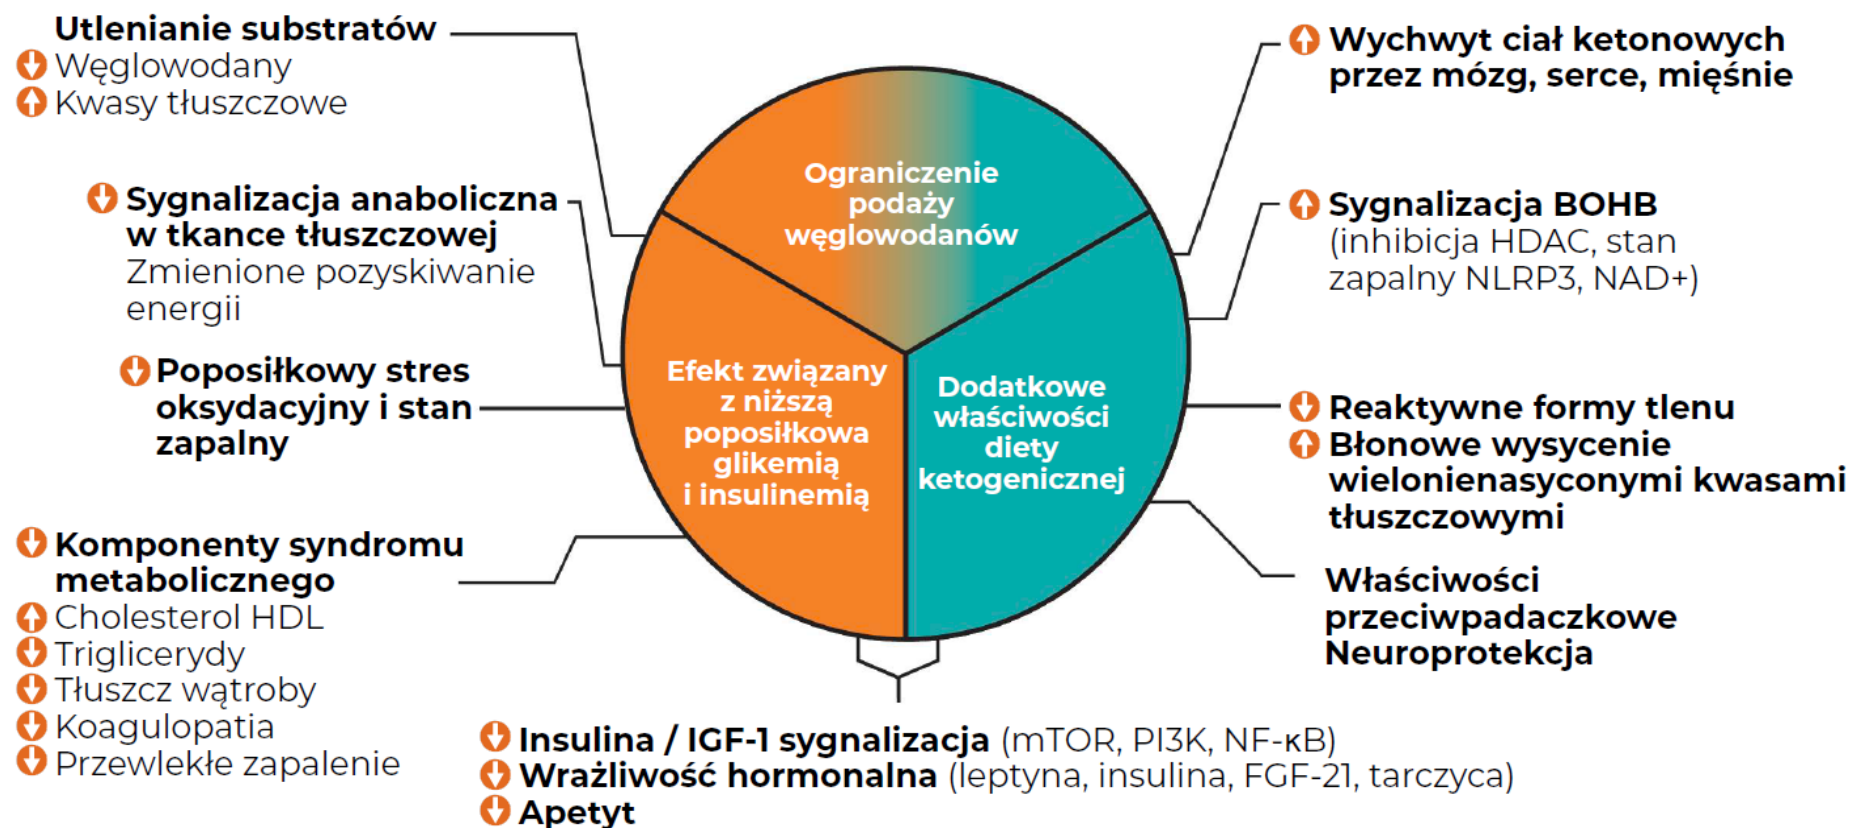 Utlenianie substratów
Węglowodany
Kwasy tłuszczowe
Sygnalizacja anaboliczna
w tkance tłuszczowej
Zmienione pozyskiwanie
energii
Poposiłkowy stres
oksydacyjny i stan
zapalny
Komponenty syndromu
metabolicznego
Cholesterol HDL
Triglicerydy
Tłuszcz wątroby
Koagulopatia
Przewlekłe zapalenie
Ograniczenie
podaży
węglowodanów
Efekt związany
z niższą
poposiłkowa
glikemią
i insulinemią
Dodatkowe
właściwości
diety
ketogenicznej
Wychwyt ciał ketonowych
przez mózg, serce, mięśnie
Sygnalizacja BOHB
(inhibicja HDAC, stan
zapalny NLRP3, NAD+)
Reaktywne formy tlenu
Błonowe wysycenie
wielonienasyconymi kwasami
tłuszczowymi
Właściwości
przeciwpadaczkowe
Neuroprotekcja
Insulina / IGF-1 sygnalizacja (mTOR, PI3K, NF-κB)
Wrażliwość hormonalna (leptyna, insulina, FGF-21, tarczyca)
Apetyt